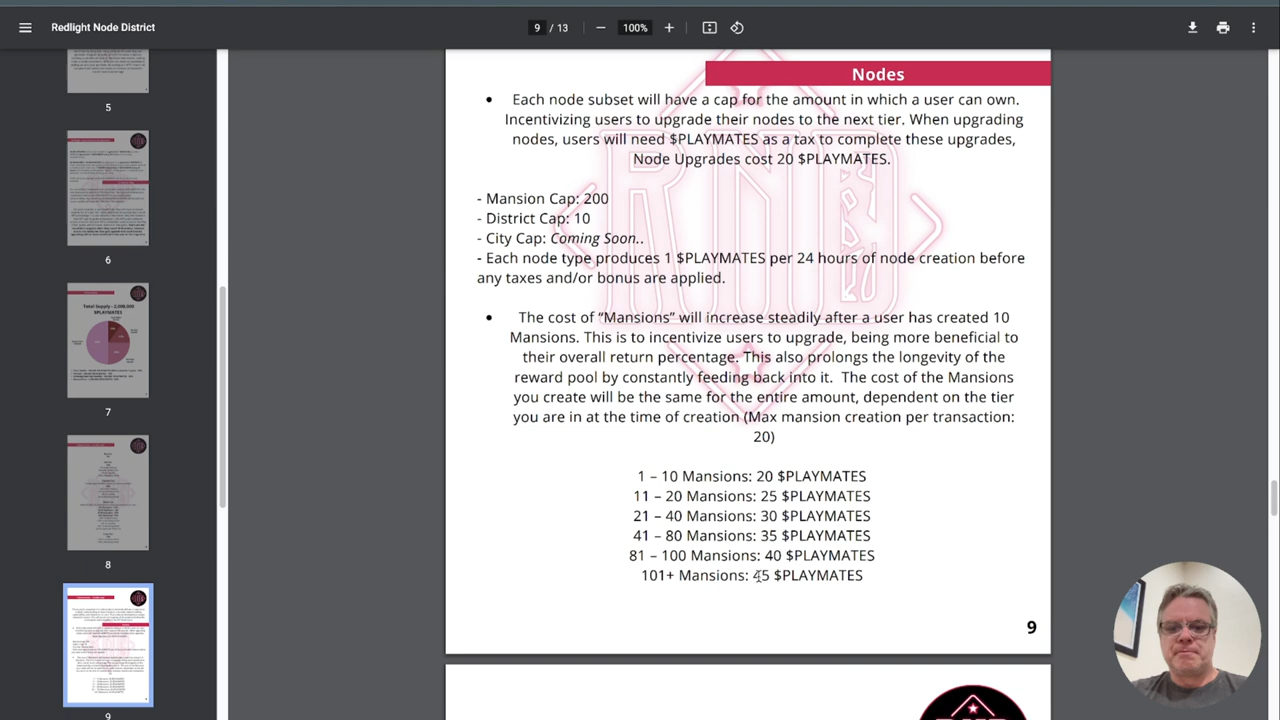 Redlight Node District
9 / 13
100%
5
6
Total Supply - 2,000,000
$PLAYMATES
7
8
9
Nodes
• Each node subset will have a cap for the amount in which a user can own.
Incentivizing users to upgrade their nodes to the next tier. When upgrading
nodes, users will need $PLAYMATES as a tax to complete these upgrades,
Node Upgrades cost 20 $PLAYMATES.
- Mansion Cap: 200
- District Cap: 10
- City Cap: Coming Soon..
- Each node type produces 1 $PLAYMATES per 24 hours of node creation before
any taxes and/or bonus are applied.
• The cost of “Mansions” will increase steadily after a user has created 10
Mansions. This is to incentivize users to upgrade, being more beneficial to
their overall return percentage. This also prolongs the longevity of the
reward pool by constantly feeding back into it. The cost of the Mansions
you create will be the same for the entire amount, dependent on the tier
you are in at the time of creation (Max mansion creation per transaction:
20)
1 – 10 Mansions: 20 $PLAYMATES
11 – 20 Mansions: 25 $PLAYMATES
21 – 40 Mansions: 30 $PLAYMATES
41 – 80 Mansions: 35 $PLAYMATES
81 – 100 Mansions: 40 $PLAYMATES
101+ Mansions: 45 $PLAYMATES
9